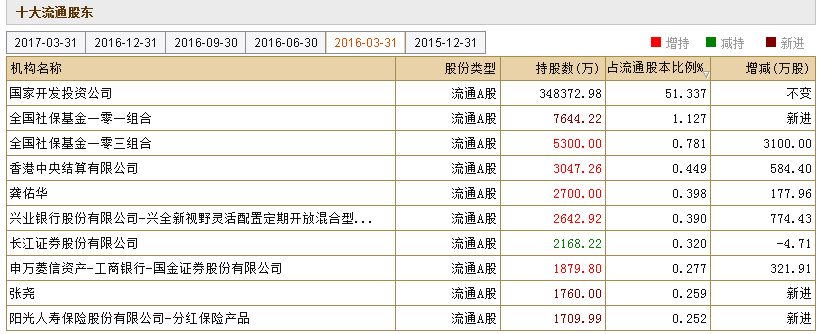 十大流通股东
2017-03-31 2016-12-31 2016-09-30 2016-06-30 2016-03-31 2015-12-31 增持 减持 新进
机构名称 股份类型 持股数(万) 占流通股本比例% 增减(万股)
国家开发投资公司 流通A股 348372.98 51.337 不变
全国社保基金一零一组合 流通A股 7644.22 1.127 新进
全国社保基金一零三组合 流通A股 5300.00 0.781 3100.00
香港中央结算有限公司 流通A股 3047.26 0.449 584.40
龚佑华 流通A股 2700.00 0.398 177.96
兴业银行股份有限公司-兴全新视野灵活配置定期开放混合型... 流通A股 2642.92 0.390 774.43
长江证券股份有限公司 流通A股 2168.22 0.320 -4.71
申万菱信资产-工商银行-国金证券股份有限公司 流通A股 1879.80 0.277 321.91
张尧 流通A股 1760.00 0.259 新进
阳光人寿保险股份有限公司-分红保险产品 流通A股 1709.99 0.252 新进